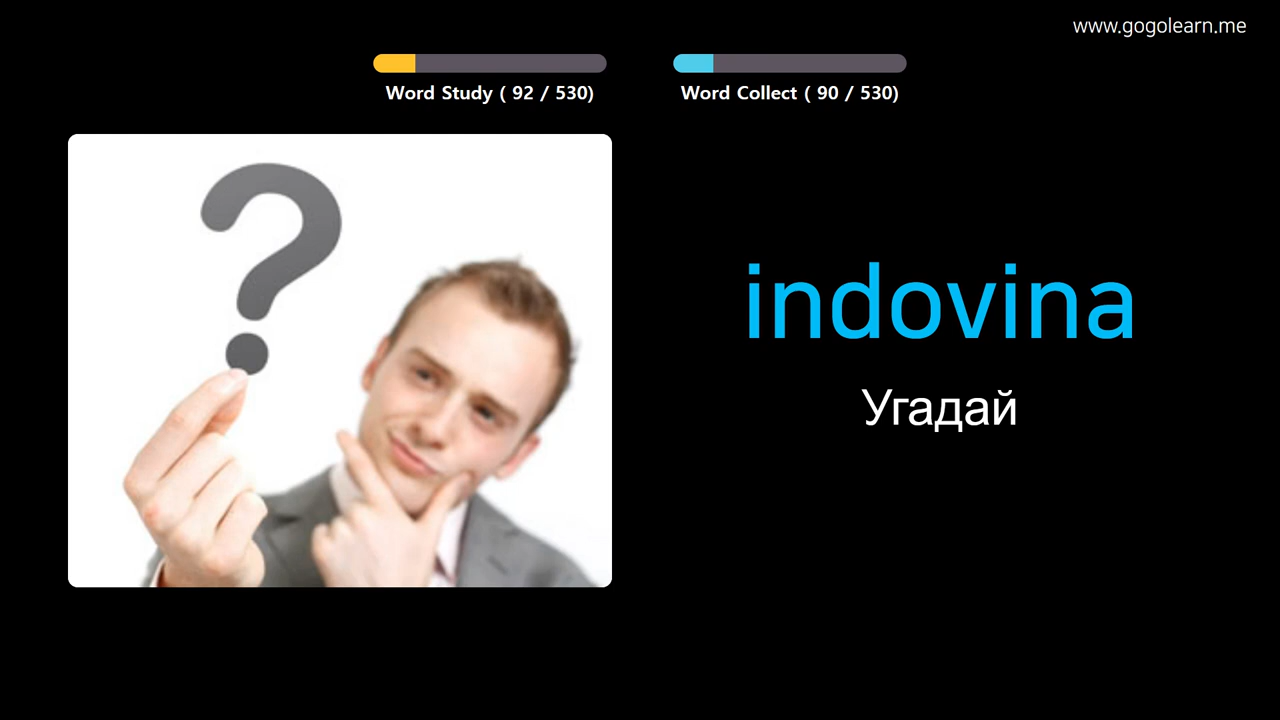 www.gogolearn.me
Word Study ( 92 / 530)
Word Collect ( 90 / 530)
?
indovina
Угадай